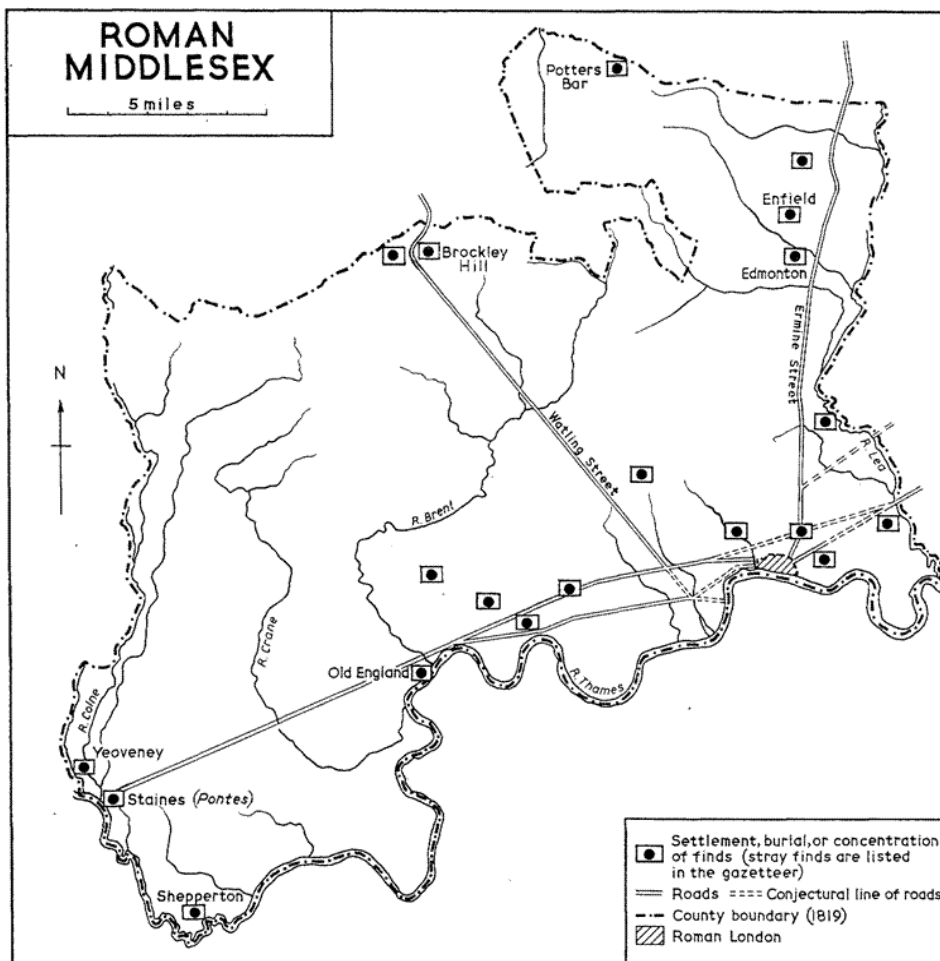 ROMAN
MIDDLESEX
5 miles
Potters
Bar
Enfield
Edmonton
Brockley
Hill
Ermine Street
N
Watling Street
R. Lea
R. Brent
R. Crane
Old England
R. Thames
R. Colne
Yeoveney
Staines (Pontes)
Shepperton
Settlement, burial, or concentration
of finds (stray finds are listed
in the gazetteer)
Roads
Conjectural line of roads
County boundary (1819)
Roman London